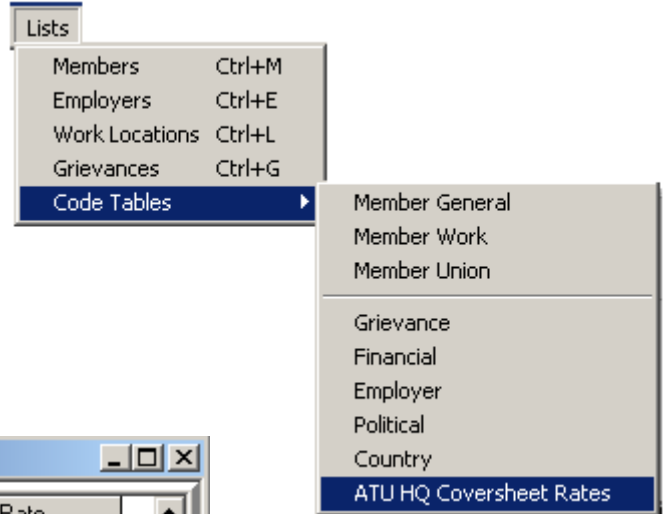 Lists
Members Ctrl+M
Employers Ctrl+E
Work Locations Ctrl+L
Grievances Ctrl+G
Code Tables
Member General
Member Work
Member Union
Grievance
Financial
Employer
Political
Country
ATU HQ Coversheet Rates
Rate